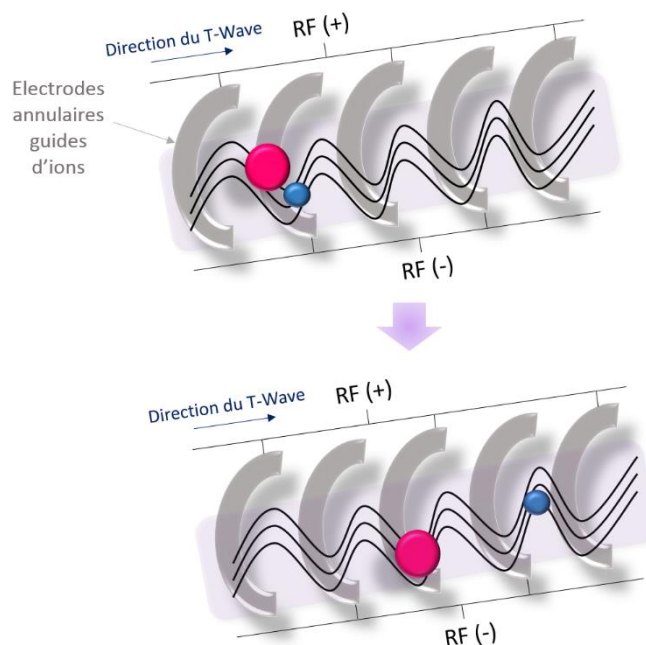 Direction du T-Wave
RF (+)
Electrodes
annulaires
guides
d'ions
RF (-)
Direction du T-Wave
RF (+)
RF (-)